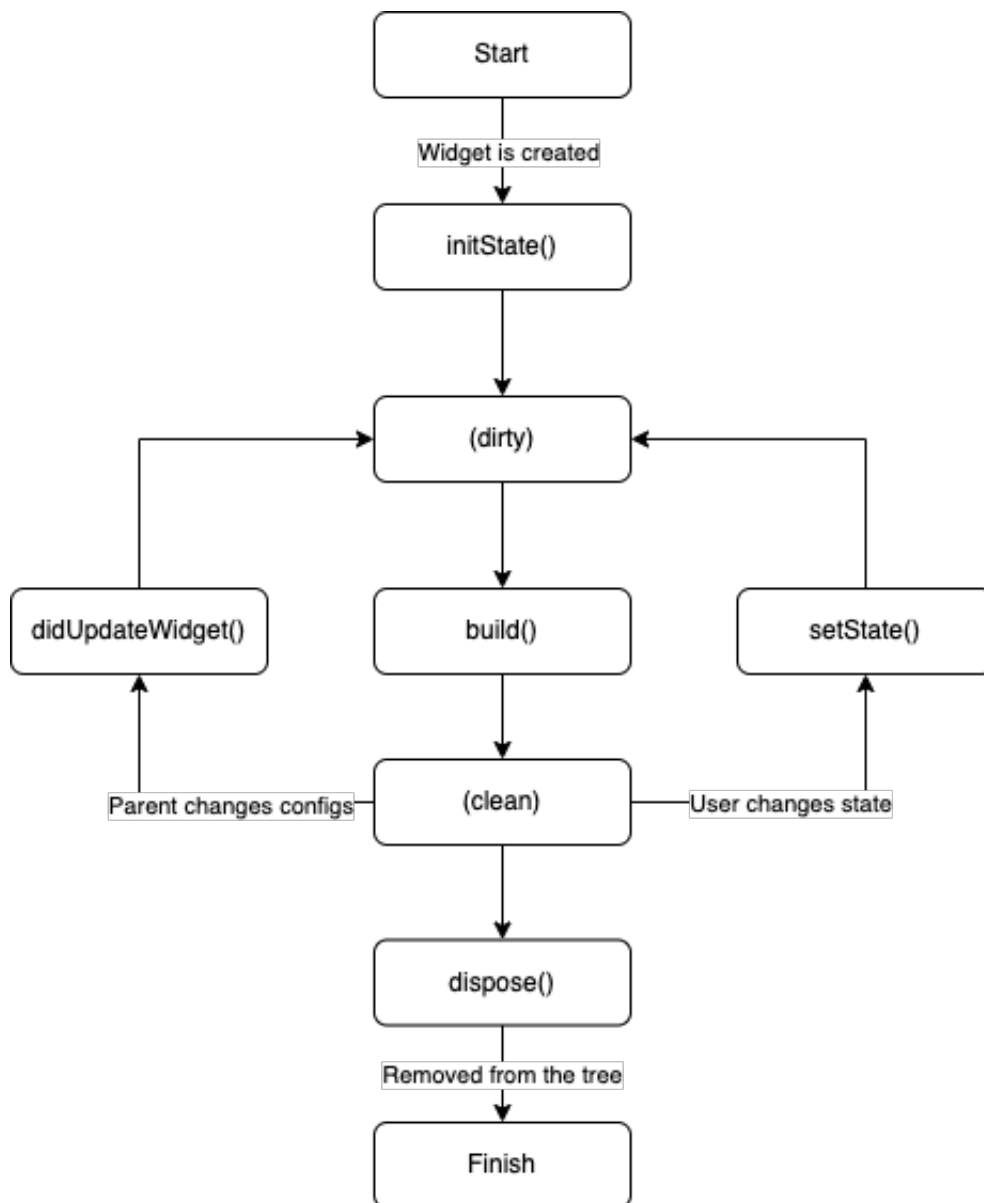 Start
Widget is created
initState()
(dirty)
didUpdateWidget()
build()
setState()
Parent changes configs
(clean)
User changes state
dispose()
Removed from the tree
Finish